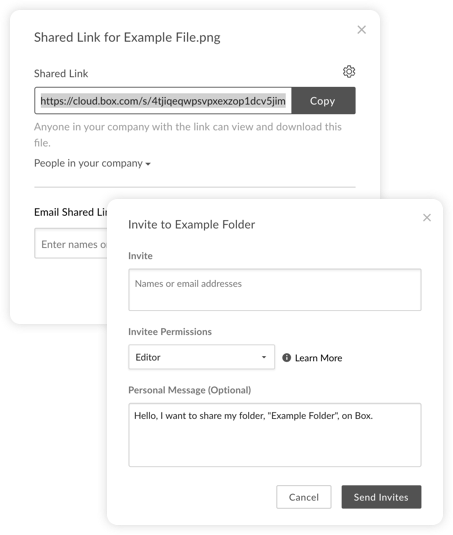 Shared Link for Example File.png
Shared Link
https://cloud.box.com/s/4tjiqeqwpsvpxexzop1dcv5jim
Copy
Anyone in your company with the link can view and download this
file.
People in your company
Email Shared
Enter names
Invite to Example Folder
Invite
Names or email addresses
Invitee Permissions
Editor
Learn More
Personal Message (Optional)
Hello, I want to share my folder, "Example Folder", on Box.
Cancel
Send Invites